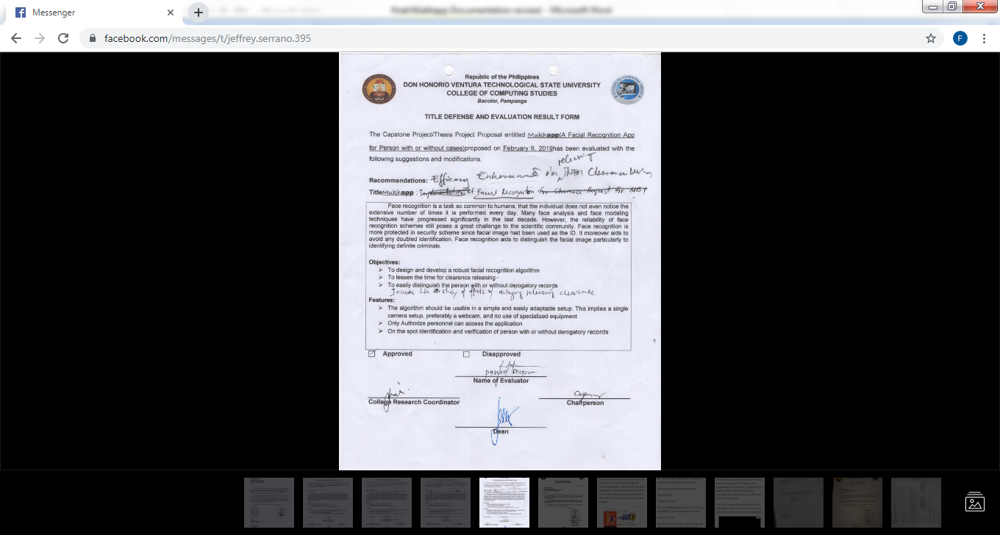 Messenger
final Mukhapp Documentation revised - Microsoft Word
facebook.com/messages/t/jeffrey.serrano.395
F
Republic of the Philippines
DON HONORIO VENTURA TECHNOLOGICAL STATE UNIVERSITY
COLLEGE OF COMPUTING STUDIES
Bacolor, Pampanga
TITLE DEFENSE AND EVALUATION RESULT FORM
The Capstone Project/Thesis Project Proposal entitled Mukhapp(A Facial Recognition App
for Person with or without cases)proposed on February 6, 2019has been evaluated with the
following suggestions and modifications.
releasing
Recommendations: Efficacy Enhancement Clearance Using
TitleMukhapp : of Facial Recognition for Clearance Request for NBI
Face recognition is a task so common to humans, that the individual does not even notice the
extensive number of times it is performed every day. Many face analysis and face modeling
techniques have progressed significantly in the last decade. However, the reliability of face
recognition schemes still poses a great challenge to the scientific community. Face recognition is
more protected in security scheme since facial image had been used as the ID. It moreover aids to
avoid any doubled identification. Face recognition aids to distinguish the facial image particularly to
identifying definite criminals.
Objectives:
➢ To design and develop a robust facial recognition algorithm
➢ To lessen the time for clearance releasing
➢ To easily distinguish the person with or without derogatory records
the of of delaying releasing clearance
Features:
➢ The algorithm should be usable in a simple and easily adaptable setup. This implies a single
camera setup, preferably a webcam, and no use of specialized equipment
➢ Only Authorize personnel can access the application
➢ On the spot identification and verification of person with or without derogatory records
Approved Disapproved
Name of Evaluator
College Research Coordinator Chairperson
Dean